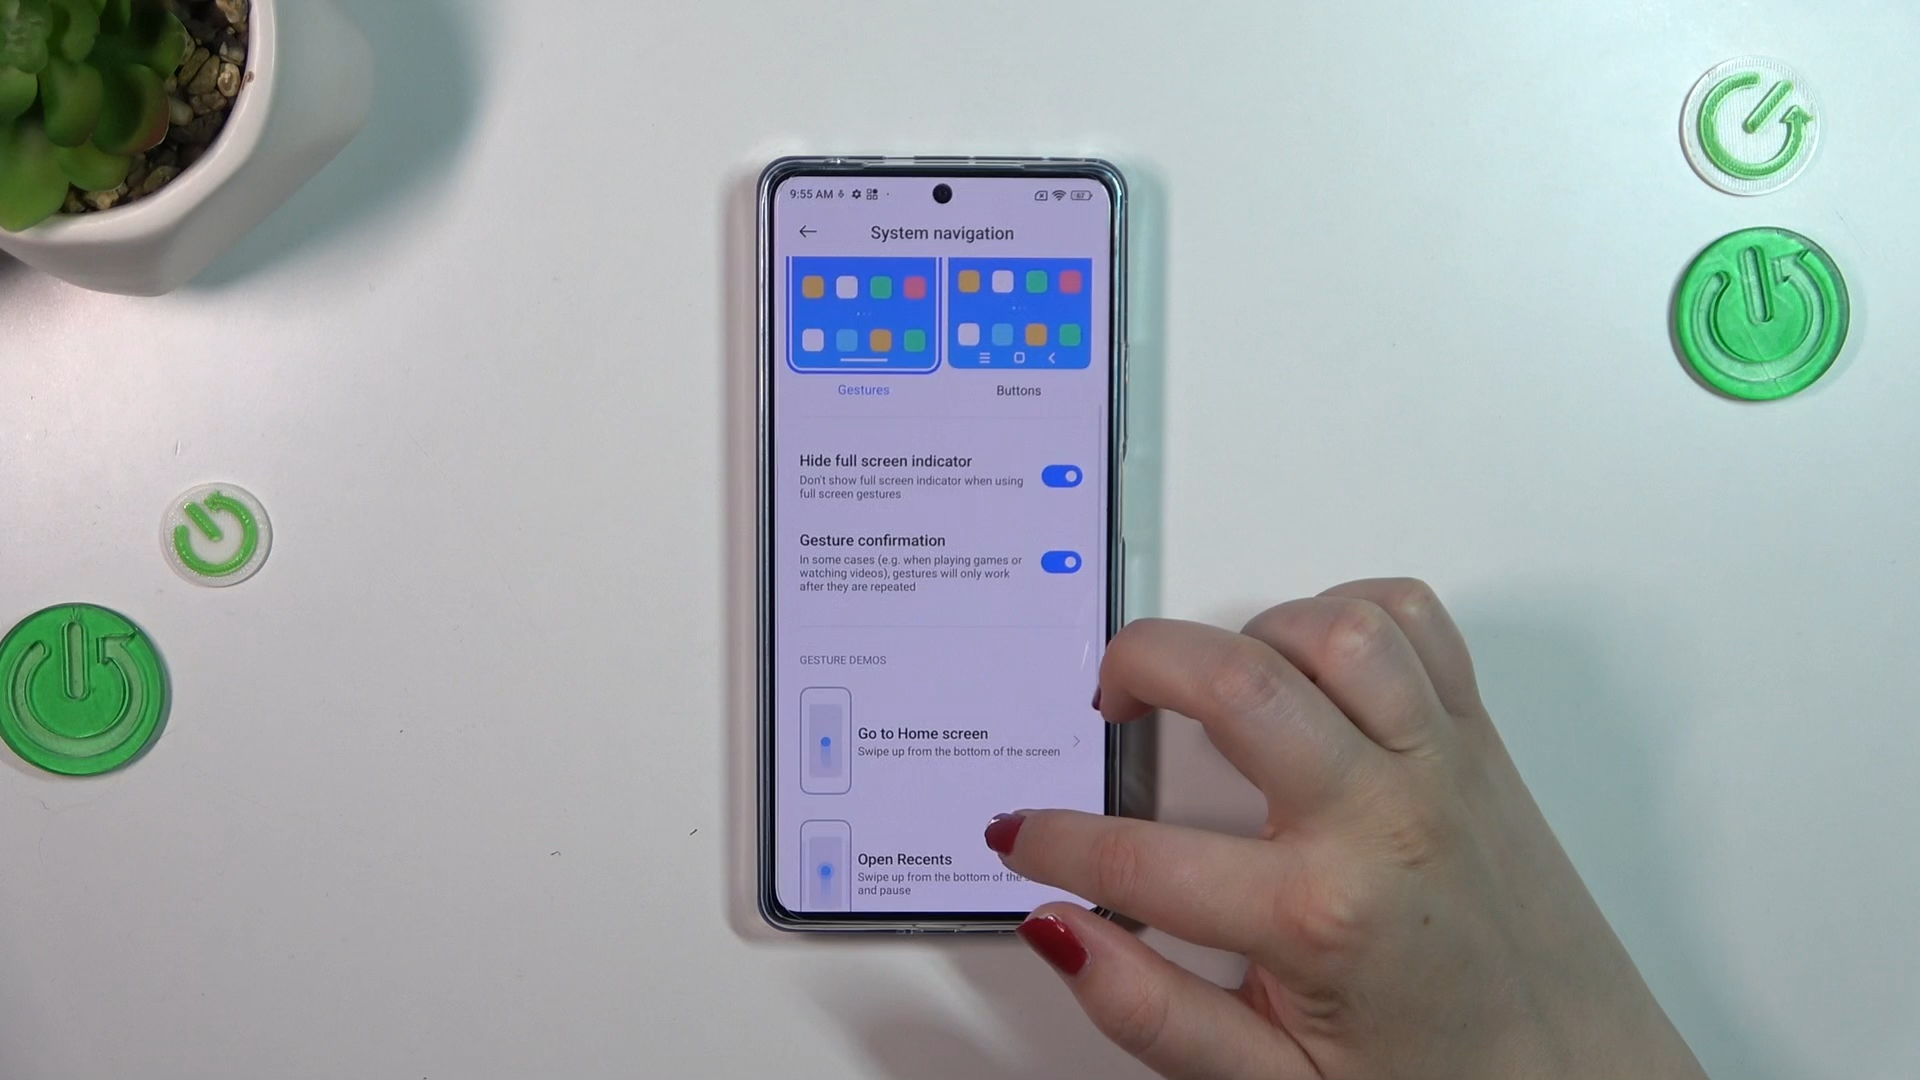 9:55 AM
System navigation
Gestures
Buttons
Hide full screen indicator
Don't show full screen indicator when using
full screen gestures
Gesture confirmation
In some cases (e.g. when playing games or
watching videos), gestures will only work
after they are repeated
GESTURE DEMOS
Go to Home screen
Swipe up from the bottom of the screen
Open Recents
Swipe up from the bottom of the
and pause